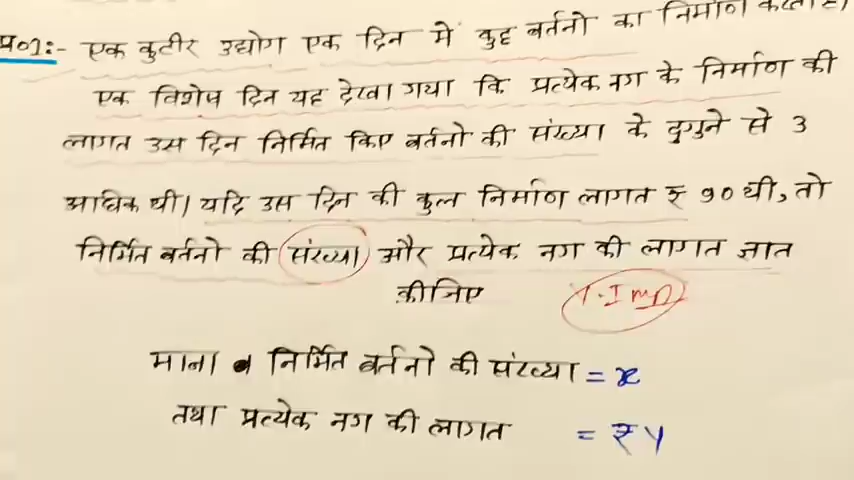 प्र०1:- एक कुटीर उद्योग एक दिन में कुछ बर्तनो का निर्माण करता है।
एक विशेष दिन यह देखा गया कि प्रत्येक नग के निर्माण की
लागत उस दिन निर्मित किए बर्तनो की संख्या के दुगुने से 3
अधिक थी। यदि उस दिन की कुल निर्माण लागत ₹ 90 थी, तो
निर्मित बर्तनो की संख्या और प्रत्येक नग की लागत ज्ञात
कीजिए
माना निर्मित बर्तनो की संख्या = x
तथा प्रत्येक नग की लागत = ₹ y